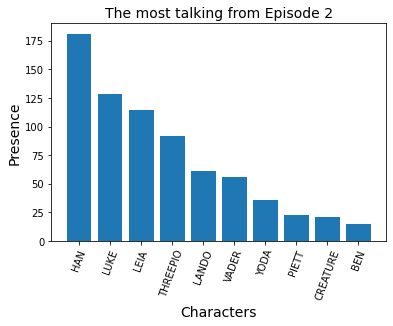 The most talking from Episode 2
175
150
125
100
75
50
25
0
Presence
HAN
LUKE
LEIA
THREEPIO
LANDO
VADER
YODA
PIETT
CREATURE
BEN
Characters